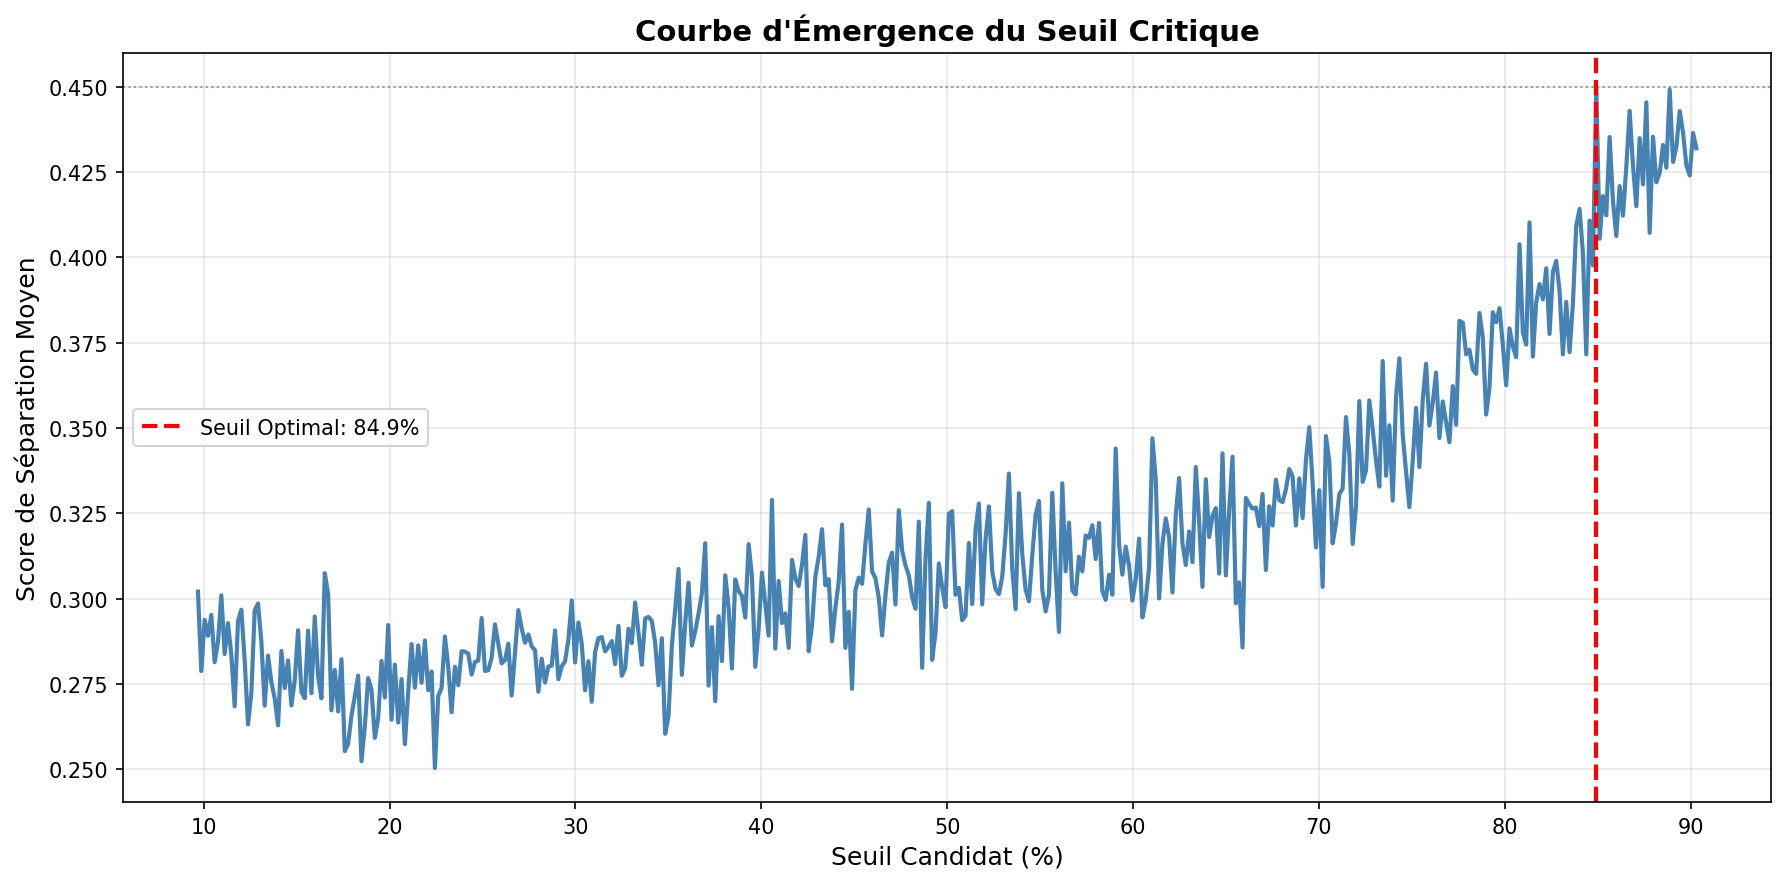 Courbe d'Émergence du Seuil Critique
Score de Séparation Moyen
0.450
0.425
0.400
0.375
0.350
0.325
0.300
0.275
0.250
Seuil Optimal: 84.9%
10 20 30 40 50 60 70 80 90
Seuil Candidat (%)